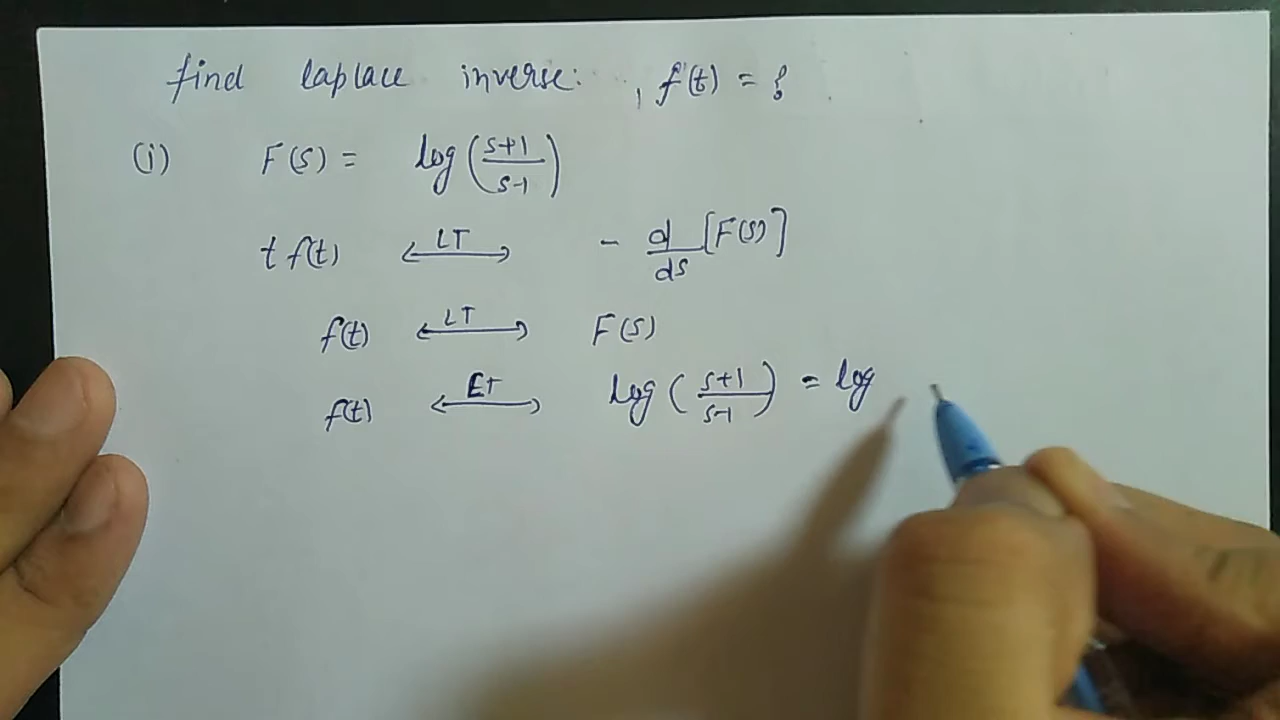 find laplace inverse: , f(t) = ?
(i) F(s) = log(s+1/s-1)
t f(t) ⟷LT - d/ds [F(s)]
f(t) ⟷LT F(s)
f(t) ⟷LT log(s+1/s-1) = log